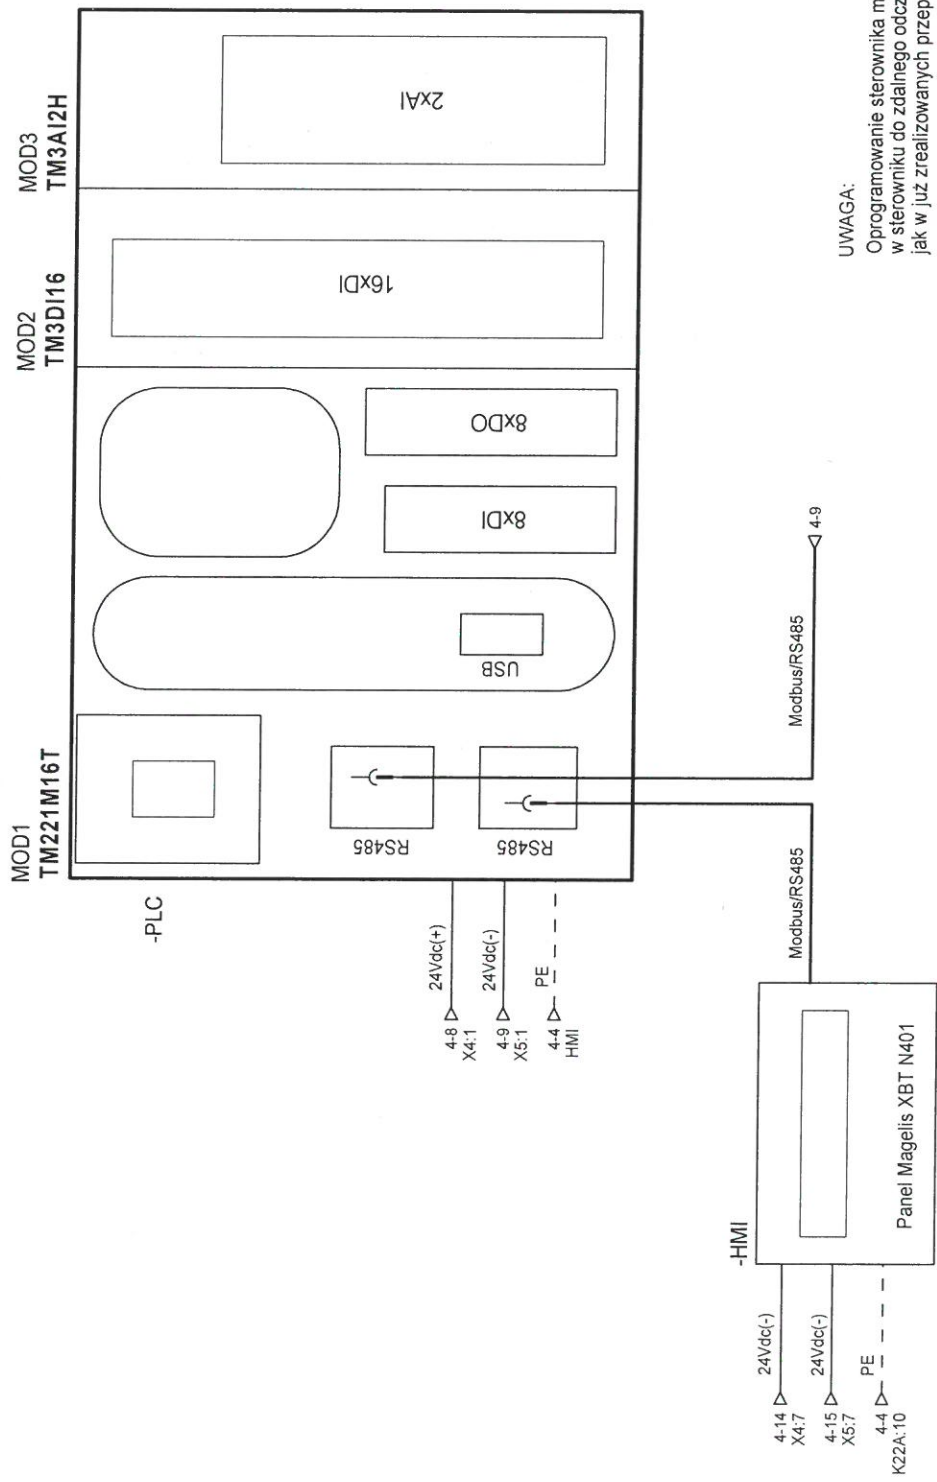 MOD1
TM221M16T
MOD2
TM3DI16
MOD3
TM3AI2H
-PLC
RS485
RS485
USB
8xDI
8xDO
16xDI
2xAI
24Vdc(+)
4-8
X4:1
24Vdc(-)
4-9
X5:1
PE
4-4
HMI
Modbus/RS485
4-9
Modbus/RS485
-HMI
Panel Magelis XBT N401
24Vdc(-)
4-14
X4:7
24Vdc(-)
4-15
X5:7
PE
4-4
K22A:10
UWAGA:
Oprogramowanie sterownika
w sterowniku do zdalnego
jak w już zrealizowanych